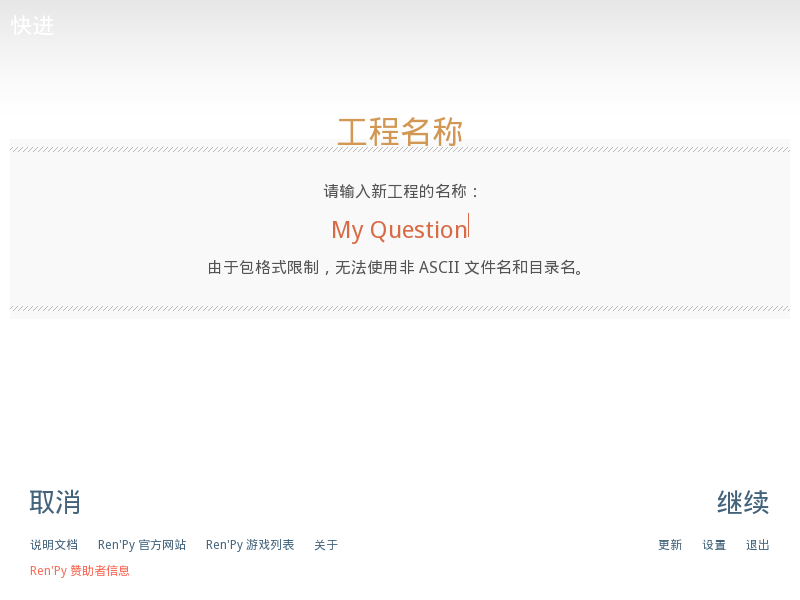 快进
工程名称
请输入新工程的名称：
My Question
由于包格式限制，无法使用非 ASCII 文件名和目录名。
取消
继续
说明文档 Ren'Py 官方网站 Ren'Py 游戏列表 关于 更新 设置 退出
Ren'Py 赞助者信息